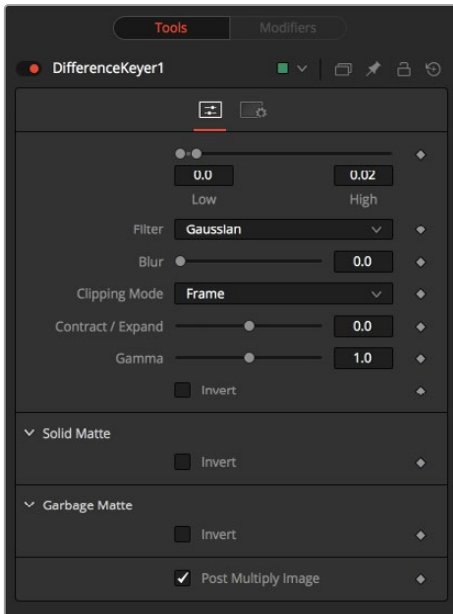 Tools Modifiers
DifferenceKeyer1
0.0 0.02
Low High
Filter Gaussian
Blur 0.0
Clipping Mode Frame
Contract / Expand 0.0
Gamma 1.0
Invert
Solid Matte
Invert
Garbage Matte
Invert
Post Multiply Image